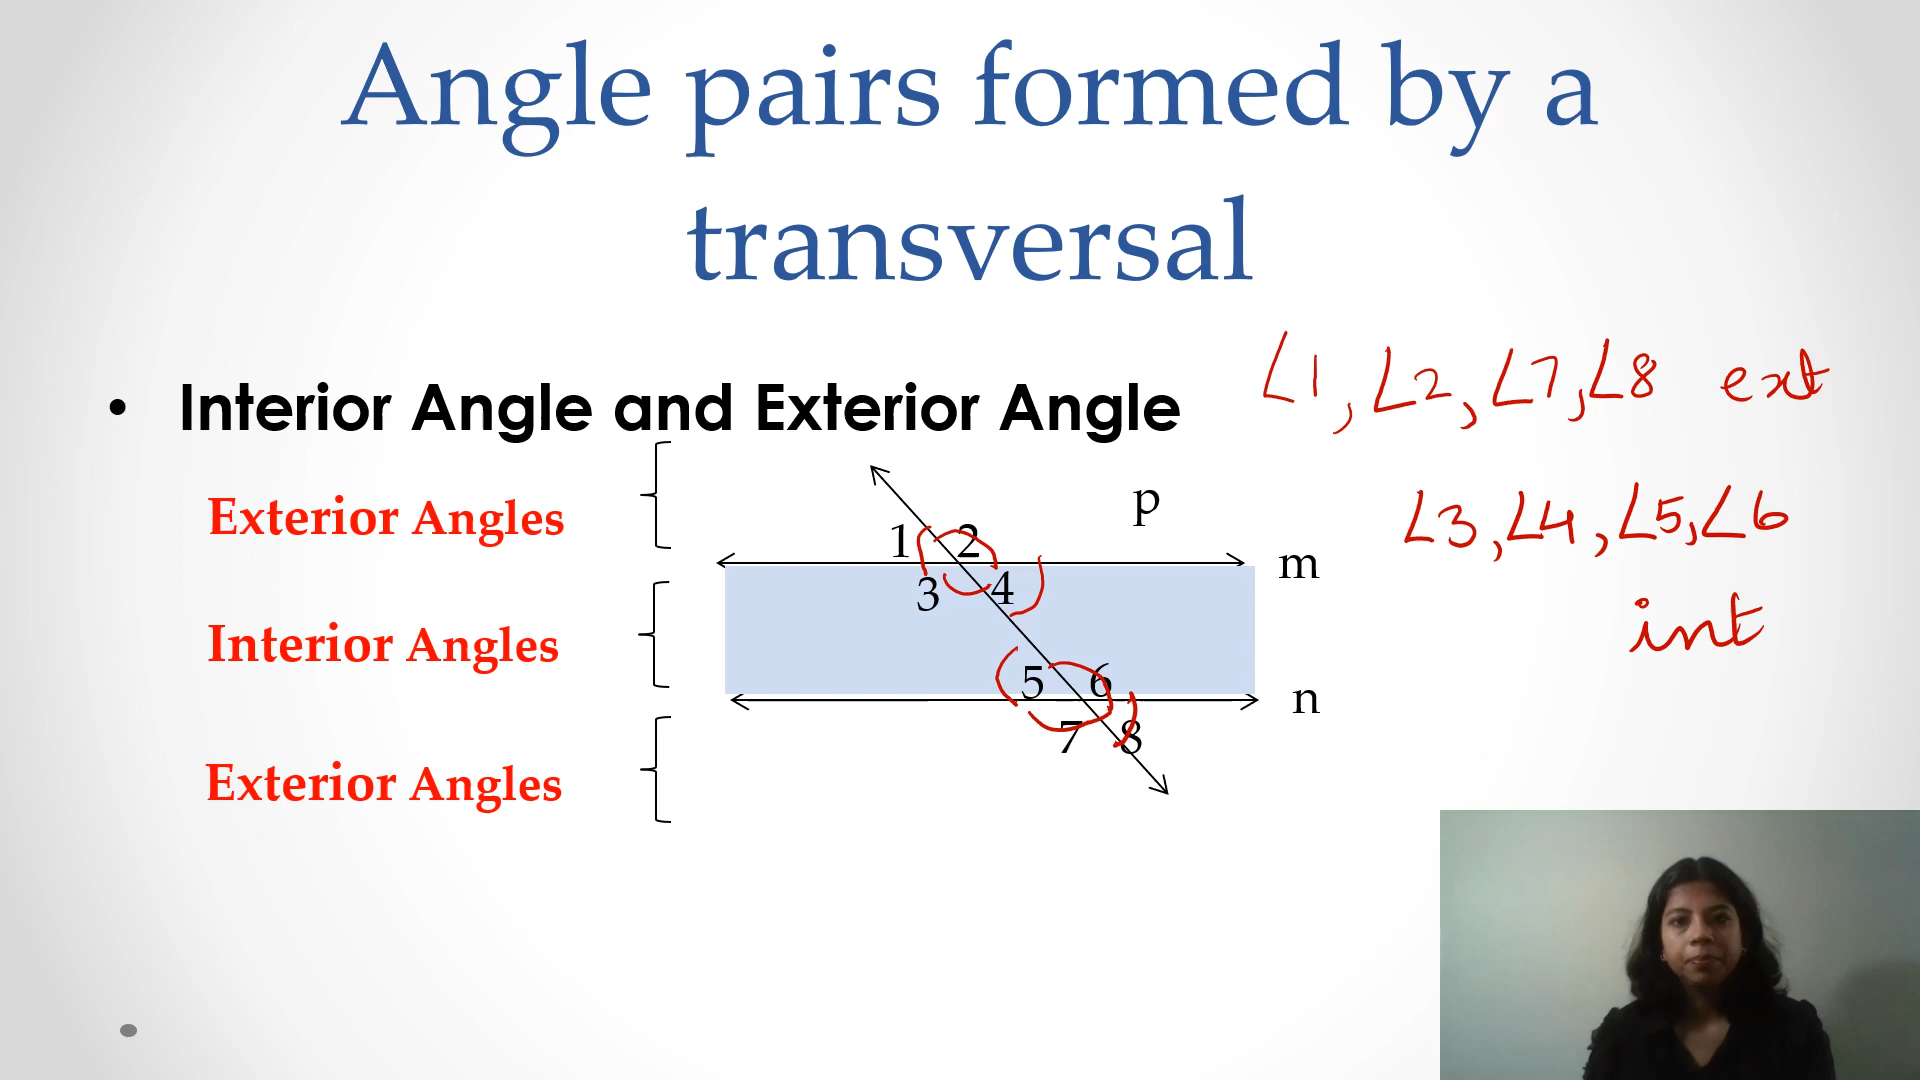 Angle pairs formed by a
transversal
∠1, ∠2, ∠7, ∠8 ext
• Interior Angle and Exterior Angle
Exterior Angles
p
∠3, ∠4, ∠5, ∠6
1 2
m
3 4
int
Interior Angles
5 6
n
7 8
Exterior Angles